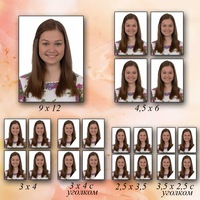 9 x 12
4,5 x 6
3 x 4
3 x 4 с
уголком
2,5 x 3,5
3,5 x 2,5 с
уголком